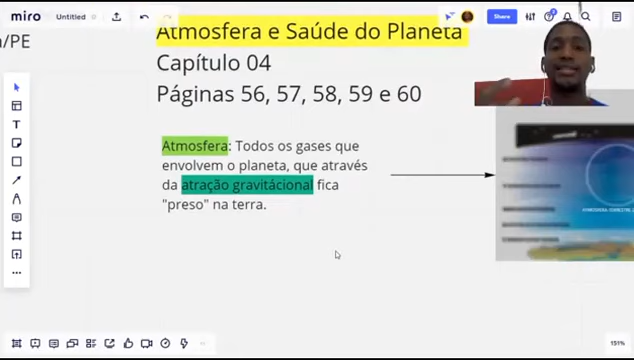 miro
Untitled
Share
a/PE
Atmosfera e Saúde do Planeta
Capítulo 04
Páginas 56, 57, 58, 59 e 60
Atmosfera: Todos os gases que
envolvem o planeta, que através
da atração gravitácional fica
"preso" na terra.
151%